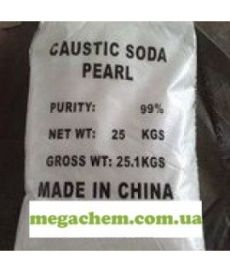 CAUSTIC SODA
PEARL
PURITY: 99%
NET WT: 25 KGS
GROSS WT: 25.1KGS
MADE IN CHINA
megachem.com.ua